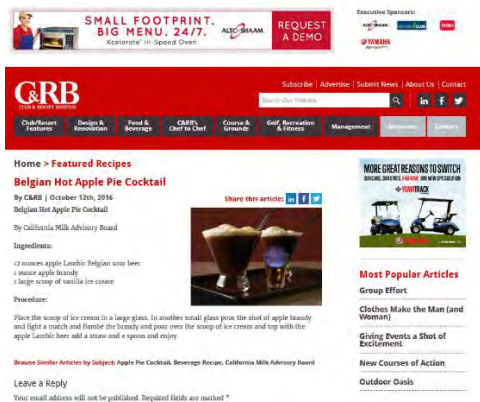 SMALL FOOTPRINT.
BIG MENU. 24/7.
Xcelerate® Hi-Speed Oven
ALTO-SHAAM
REQUEST
A DEMO
Executive Sponsors:
ALTO-SHAAM
YAMAHA
C&RB
CLUB & RESORT BUSINESS
Subscribe | Advertise | Submit News | About Us | Contact
Search Our Website
Club/Resort Features
Design & Renovation
Food & Beverage
C&RB's Chef to Chef
Course & Grounds
Golf, Recreation & Fitness
Management
Resources
Contact
Home > Featured Recipes
Belgian Hot Apple Pie Cocktail
By C&RB | October 12th, 2016
Share this article:
Belgian Hot Apple Pie Cocktail
By California Milk Advisory Board
Ingredients:
12 ounces apple Lambic Belgian sour beer
1 ounce apple brandy
1 large scoop of vanilla ice cream
Procedure:
Place the scoop of ice cream in a large glass. In another small glass pour the shot of apple brandy
and light a match and flambé the brandy and pour over the scoop of ice cream and top with the
apple Lambic beer add a straw and a spoon and enjoy.
Browse Similar Articles by Subject: Apple Pie Cocktail, Beverage Recipe, California Milk Advisory Board
Leave a Reply
Your email address will not be published. Required fields are marked *
MORE GREAT REASONS TO SWITCH
YAMATRACK
Most Popular Articles
Group Effort
Clothes Make the Man (and
Woman)
Giving Events a Shot of
Excitement
New Courses of Action
Outdoor Oasis